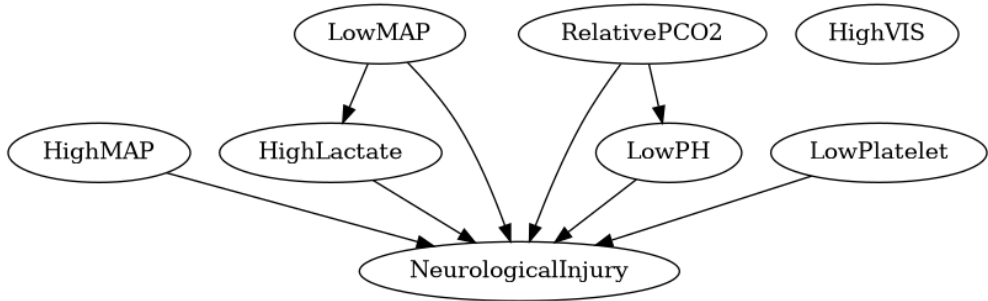 LowMAP
RelativePCO2
HighVIS
HighMAP
HighLactate
LowPH
LowPlatelet
NeurologicalInjury